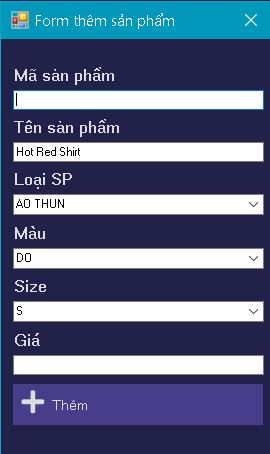 Form thêm sản phẩm
Mã sản phẩm
Tên sản phẩm
Hot Red Shirt
Loại SP
AO THUN
Màu
DO
Size
S
Giá
Thêm